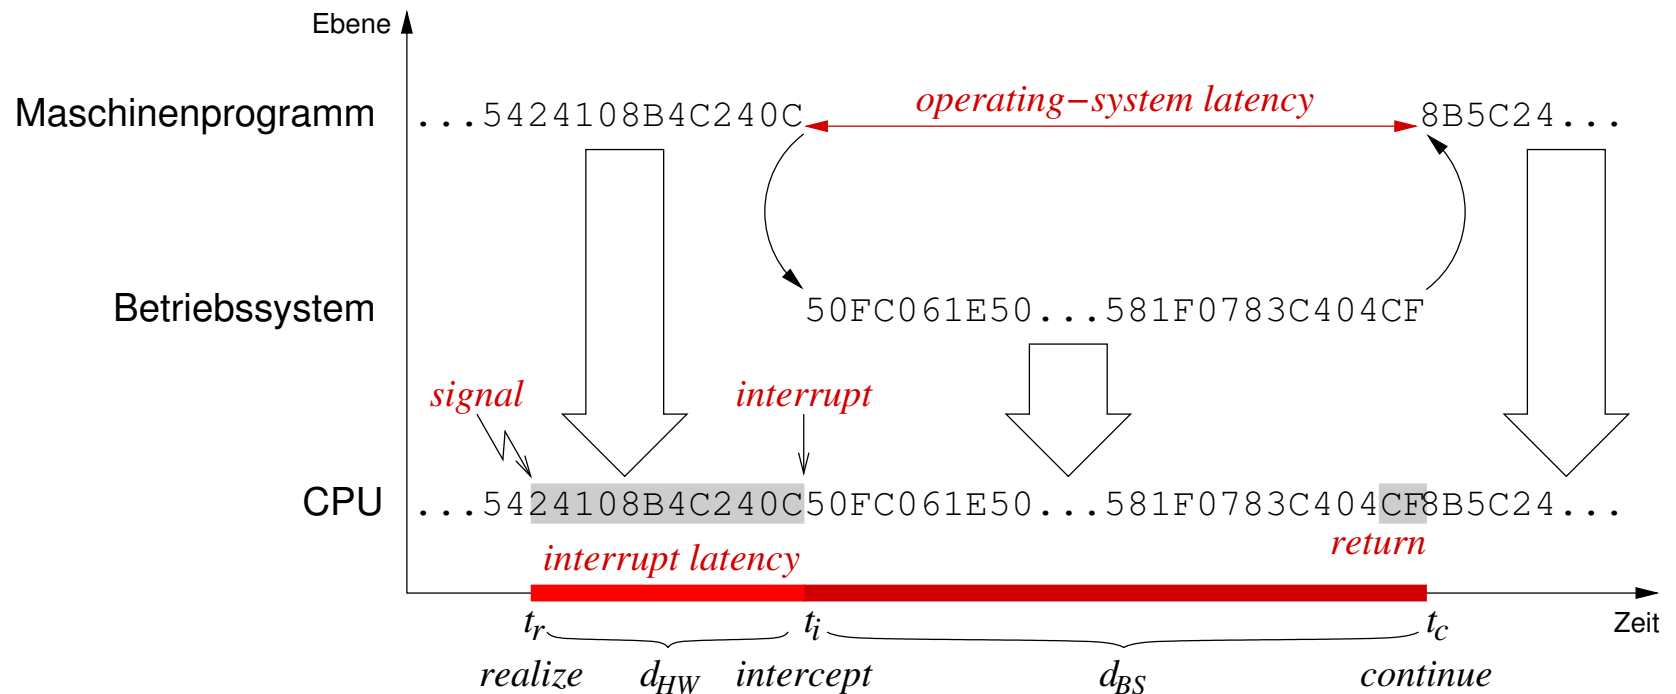 Ebene
Maschinenprogramm ...5424108B4C240C operating-system latency 8B5C24...
Betriebssystem 50FC061E50...581F0783C404CF
signal interrupt
CPU ...5424108B4C240C50FC061E50...581F0783C404CF8B5C24...
interrupt latency return
tr ti tc Zeit
realize dHW intercept dBS continue